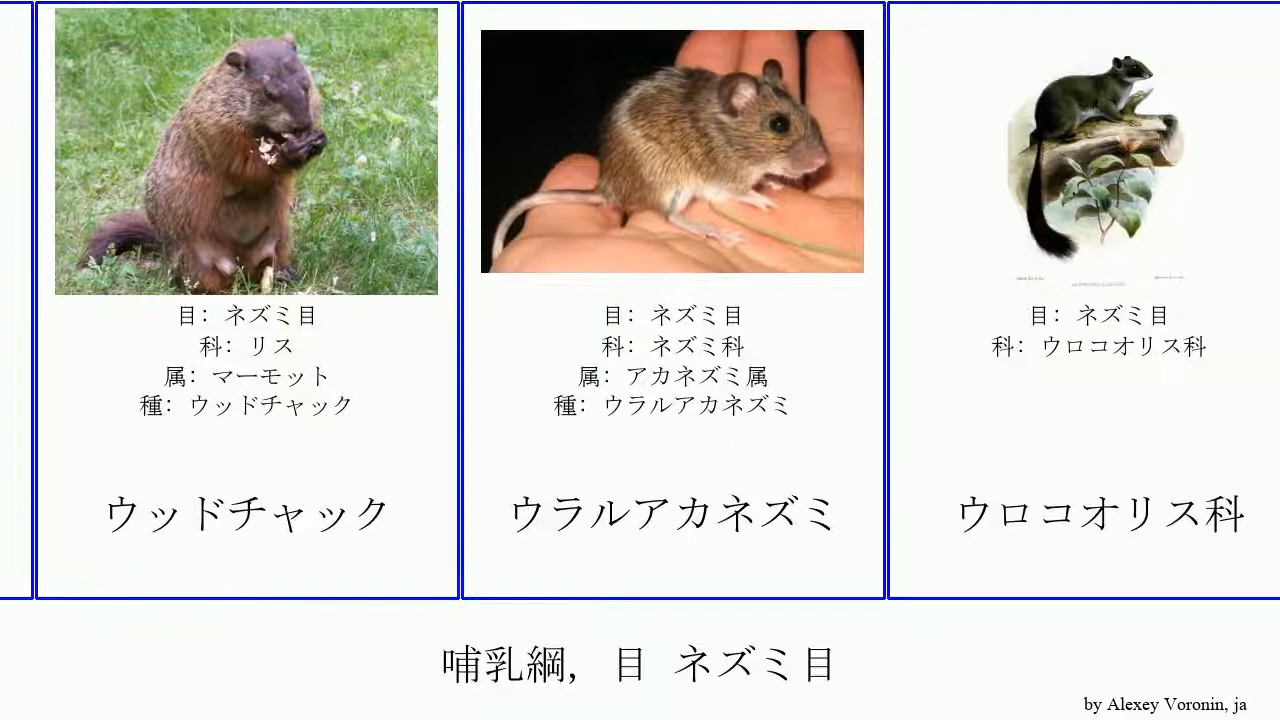 目: ネズミ目
科: リス
属: マーモット
種: ウッドチャック
ウッドチャック
目: ネズミ目
科: ネズミ科
属: アカネズミ属
種: ウラルアカネズミ
ウラルアカネズミ
目: ネズミ目
科: ウロコオリス科
ウロコオリス科
哺乳綱, 目 ネズミ目
by Alexey Voronin, ja